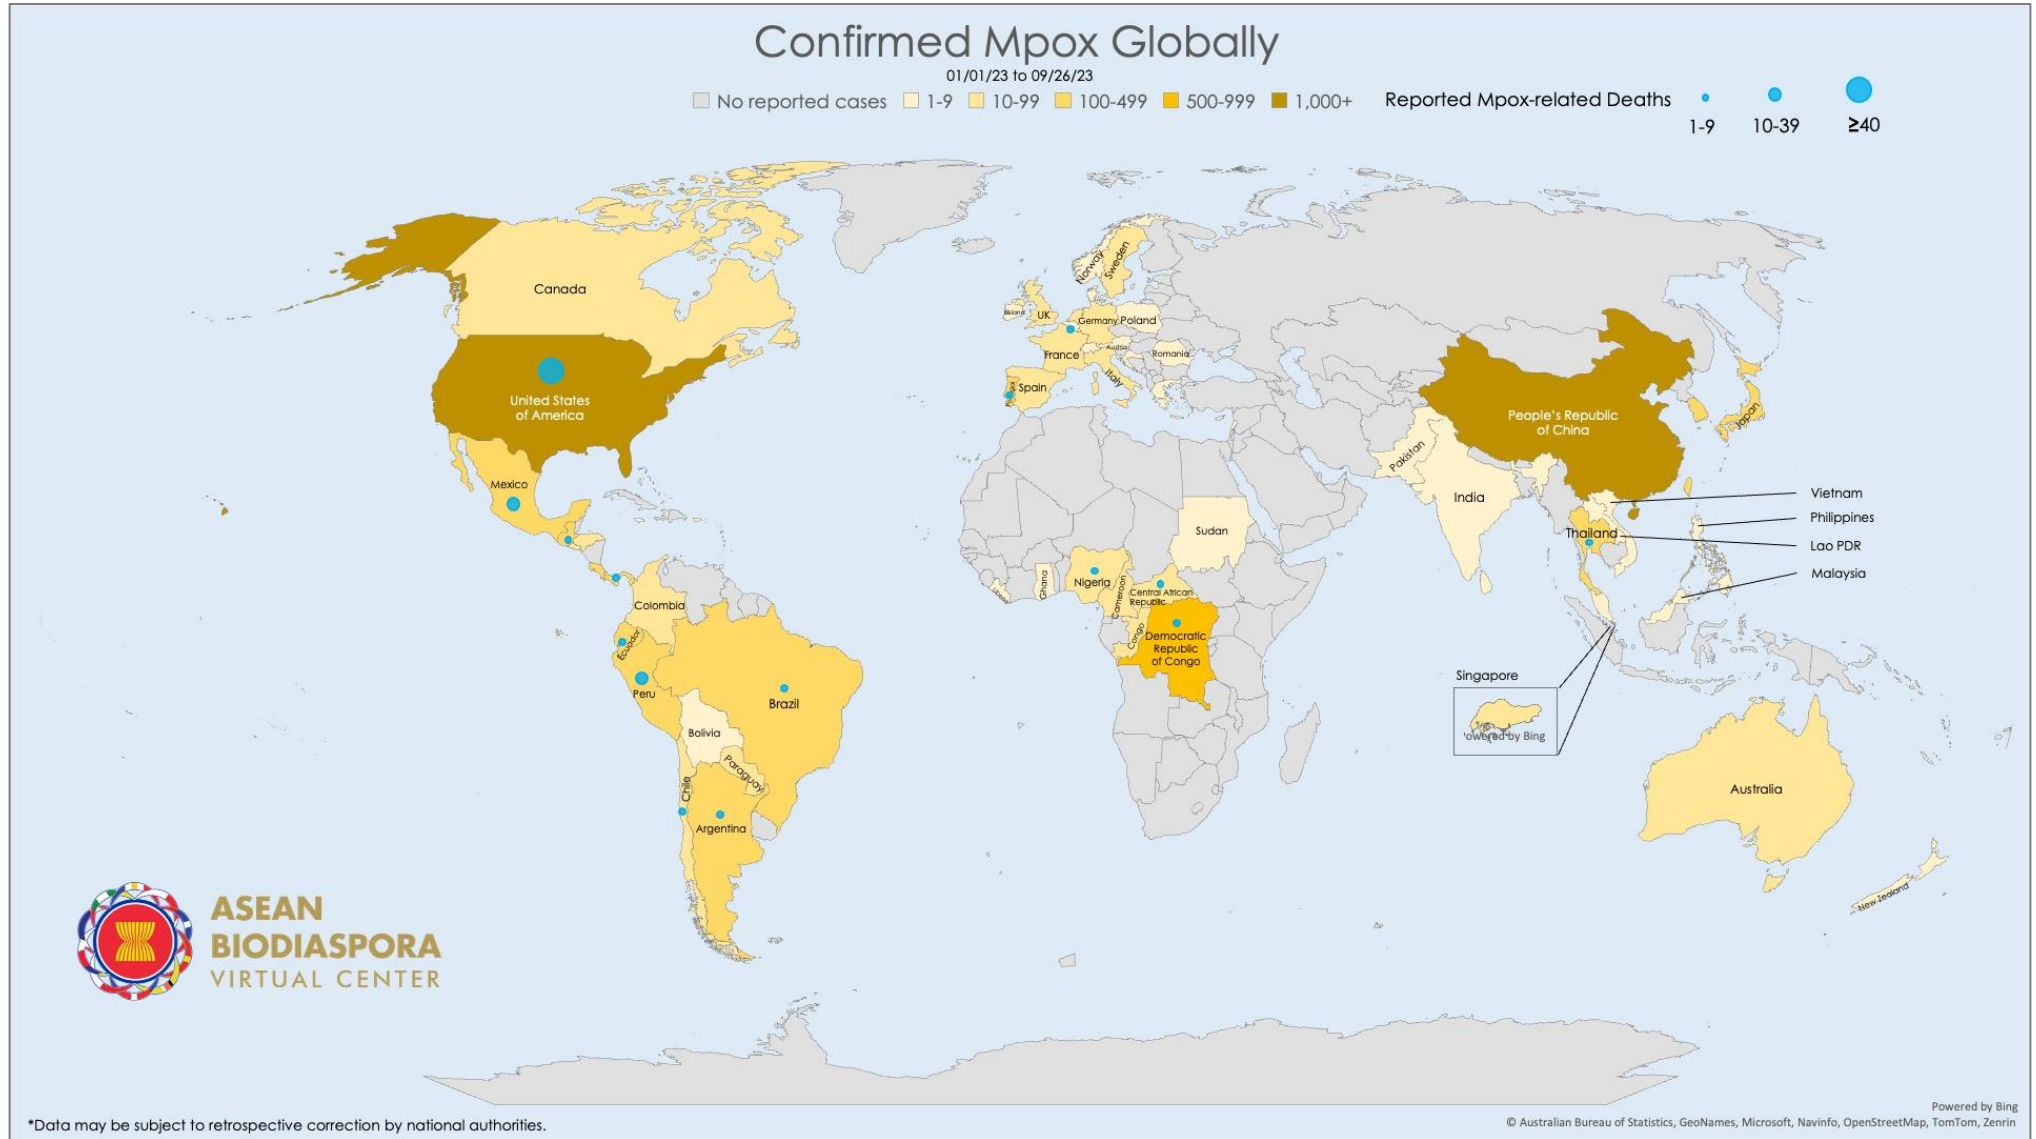 Confirmed Mpox Globally
01/01/23 to 09/26/23
No reported cases 1-9 10-99 100-499 500-999 1,000+ Reported Mpox-related Deaths
1-9 10-39 ≥40
Canada
United States
of America
Mexico
Colombia
Ecuador
Peru
Brazil
Bolivia
Paraguay
Chile
Argentina
Norway
Sweden
UK
Germany
Poland
France
Austria
Romania
Italy
Spain
Sudan
Ghana
Liberia
Nigeria
Cameroon
Central African
Republic
Congo
Democratic
Republic
of Congo
Pakistan
India
People's Republic
of China
Japan
Thailand
Vietnam
Philippines
Lao PDR
Malaysia
Singapore
Powered by Bing
Australia
New Zealand
ASEAN
BIODIASPORA
VIRTUAL CENTER
*Data may be subject to retrospective correction by national authorities.
Powered by Bing
© Australian Bureau of Statistics, GeoNames, Microsoft, Navinfo, OpenStreetMap, TomTom, Zenrin